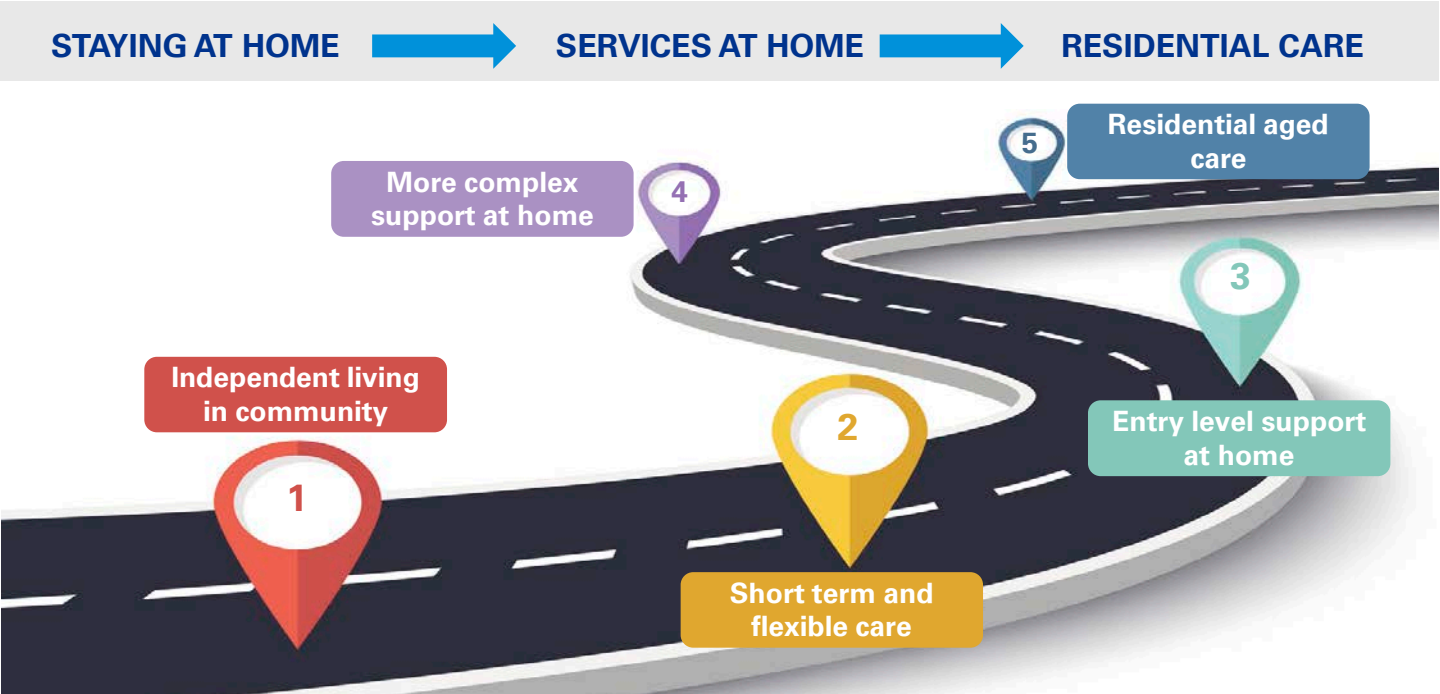 STAYING AT HOME SERVICES AT HOME RESIDENTIAL CARE
1
Independent living
in community
2
Short term and
flexible care
3
Entry level support
at home
4
More complex
support at home
5
Residential aged
care